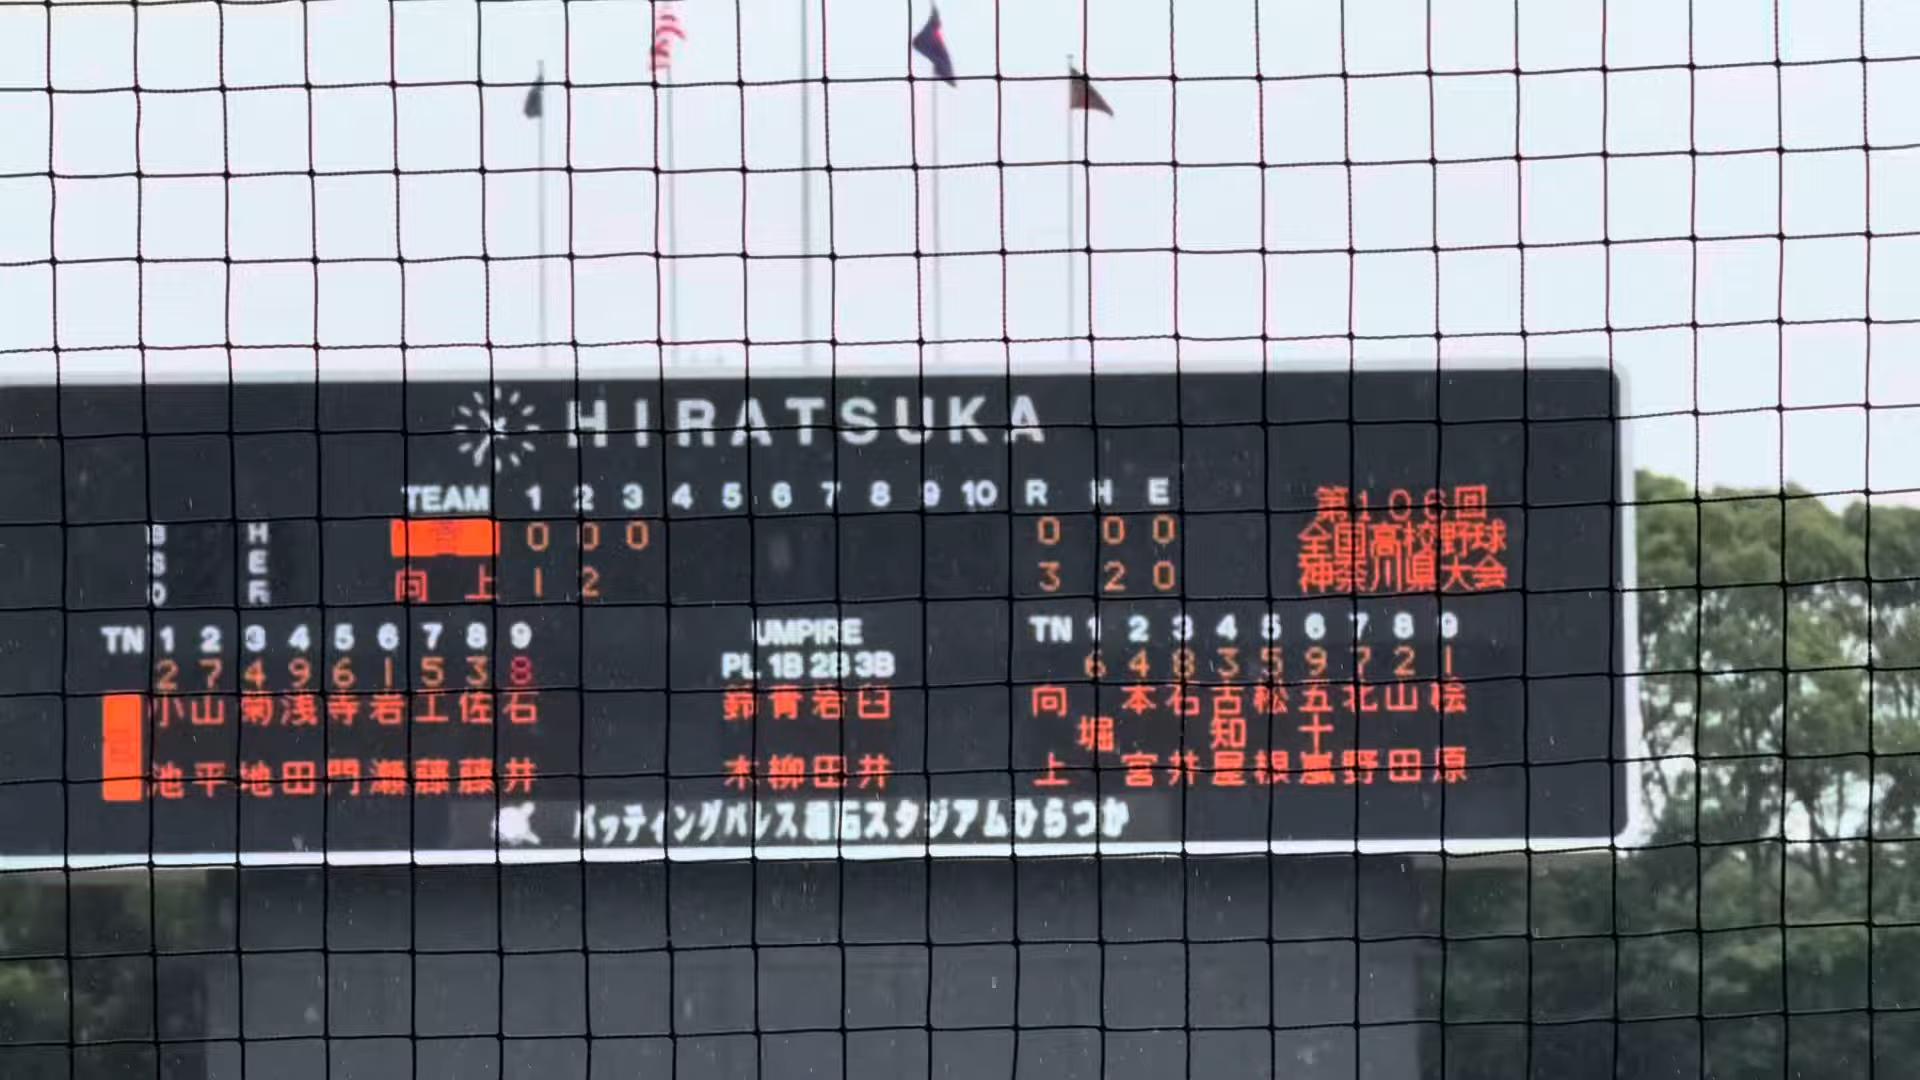 HIRATSUKA
TEAM 1 2 3 4 5 6 7 8 9 10 R H E
0 0 0 0 0 0
向上 1 2 3 2 0
B
S
O
H
E
Fi
第106回
全国高校野球
神奈川県大会
TN 1 2 3 4 5 6 7 8 9
2 7 4 9 6 1 5 3 8
小池 山平 菊地 浅田 寺門 岩瀬 工藤 佐藤 石井
UMPIRE
PL 1B 2B 3B
鈴木 青柳 岩田 臼井
TN 1 2 3 4 5 6 7 8 9
6 4 8 3 5 9 7 2 1
向上 堀 本宮 石井 古知屋 松根 五十嵐 北野 山田 桧原
バッティングパレス相石スタジアムひらつか